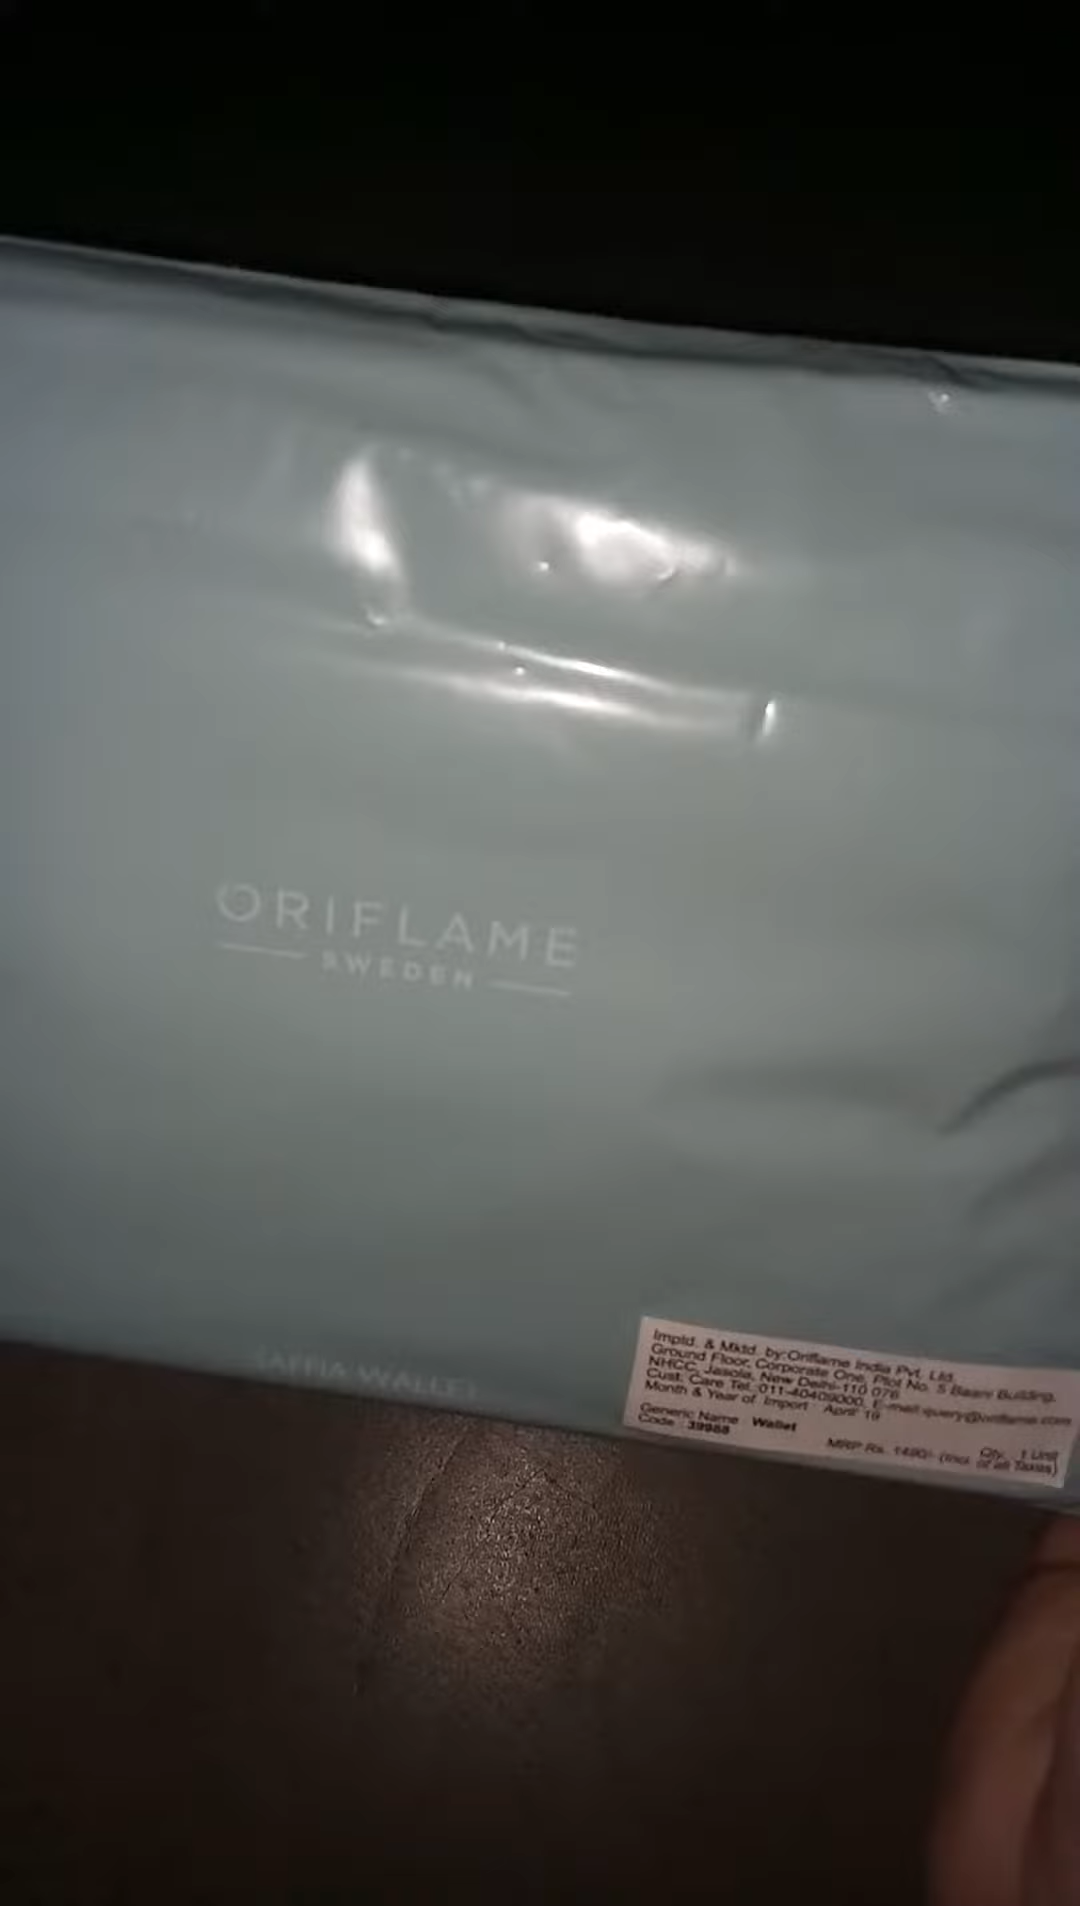 ORIFLAME
SWEDEN
WALLET
Imptd. & Mktd. by:Oriflame India Pvt. Ltd.
Ground Floor, Corporate One, Plot No. 5 Baani Building,
NHCC, Jasola, New Delhi-110 076
Cust. Care Tel.:011-40409000, E-mail:query@oriflame.com
Month & Year of Import April' 19
Generic Name Wallet
Code : 39988
Qty. 1 Unit
MRP Rs. 1490/- (Incl. of all Taxes)